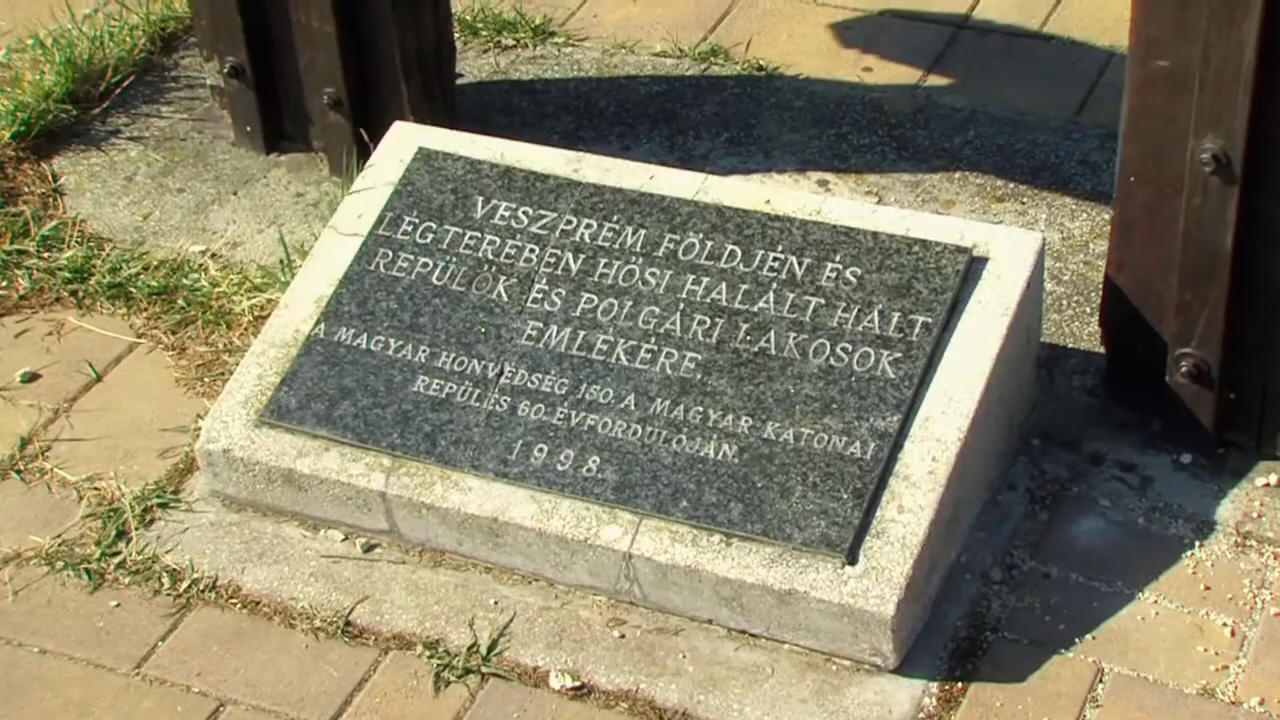 VESZPRÉM FÖLDJÉN ÉS
LÉGTERÉBEN HŐSI HALÁLT HALT
REPÜLŐK ÉS POLGÁRI LAKOSOK
EMLÉKÉRE.
A MAGYAR HONVÉDSÉG 150. A MAGYAR KATONAI
REPÜLÉS 60. ÉVFORDULÓJÁN.
1998.